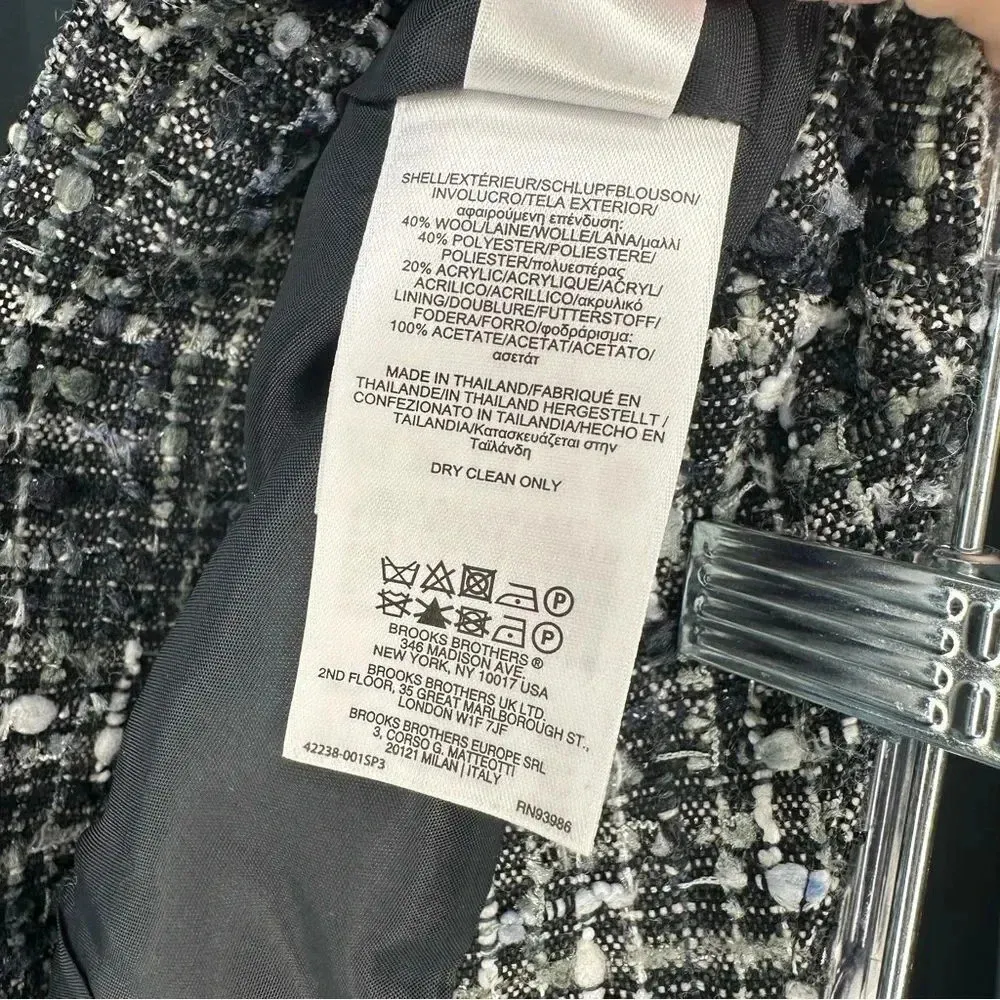 SHELL/EXTÉRIEUR/SCHLUPFBLOUSON/
INVOLUCRO/TELA EXTERIOR/
αφαιρούμενη επένδυση:
40% WOOL/LAINE/WOLLE/LANA/μαλλί
40% POLYESTER/POLIESTERE/
POLIESTER/πολυεστέρας
20% ACRYLIC/ACRYLIQUE/ACRYL/
ACRILICO/ACRILLICO/ακρυλικό
LINING/DOUBLURE/FUTTERSTOFF/
FODERA/FORRO/φοδράρισμα:
100% ACETATE/ACETAT/ACETATO/
ασετάτ
MADE IN THAILAND/FABRIQUÉ EN
THAILANDE/IN THAILAND HERGESTELLT /
CONFEZIONATO IN TAILANDIA/HECHO EN
TAILANDIA/Κατασκευάζεται στην
Ταϊλάνδη
DRY CLEAN ONLY
P
P
BROOKS BROTHERS ®
346 MADISON AVE.
NEW YORK, NY 10017 USA
BROOKS BROTHERS UK LTD.
2ND FLOOR, 35 GREAT MARLBOROUGH ST.,
LONDON W1F 7JF
BROOKS BROTHERS EUROPE SRL
3, CORSO G. MATTEOTTI
20121 MILAN | ITALY
42238-001SP3
RN93986